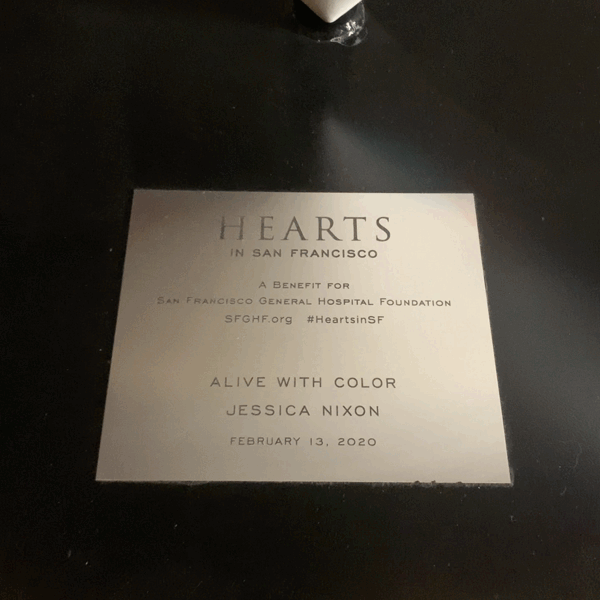 HEARTS
IN SAN FRANCISCO
A BENEFIT FOR
SAN FRANCISCO GENERAL HOSPITAL FOUNDATION
SFGHF.org #HeartsinSF
ALIVE WITH COLOR
JESSICA NIXON
FEBRUARY 13, 2020